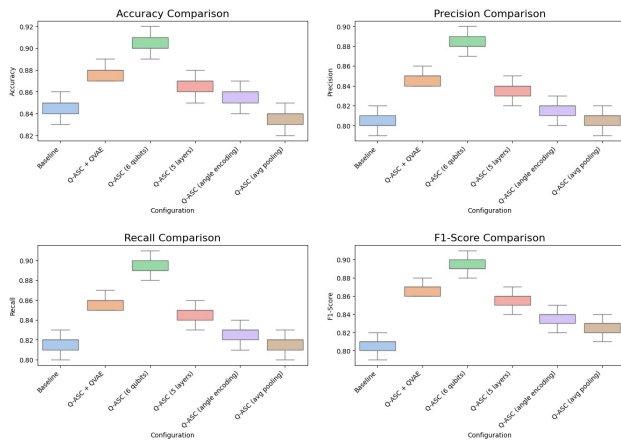 Accuracy Comparison
Accuracy
0.92
0.90
0.88
0.86
0.84
0.82
Baseline
Q-ASC + QVAE
Q-ASC (6 qubits)
Q-ASC (5 layers)
Q-ASC (angle encoding)
Q-ASC (avg pooling)
Configuration
Precision Comparison
Precision
0.90
0.88
0.86
0.84
0.82
0.80
Baseline
Q-ASC + QVAE
Q-ASC (6 qubits)
Q-ASC (5 layers)
Q-ASC (angle encoding)
Q-ASC (avg pooling)
Configuration
Recall Comparison
Recall
0.90
0.88
0.86
0.84
0.82
0.80
Baseline
Q-ASC + QVAE
Q-ASC (6 qubits)
Q-ASC (5 layers)
Q-ASC (angle encoding)
Q-ASC (avg pooling)
Configuration
F1-Score Comparison
F1-Score
0.90
0.88
0.86
0.84
0.82
0.80
Baseline
Q-ASC + QVAE
Q-ASC (6 qubits)
Q-ASC (5 layers)
Q-ASC (angle encoding)
Q-ASC (avg pooling)
Configuration